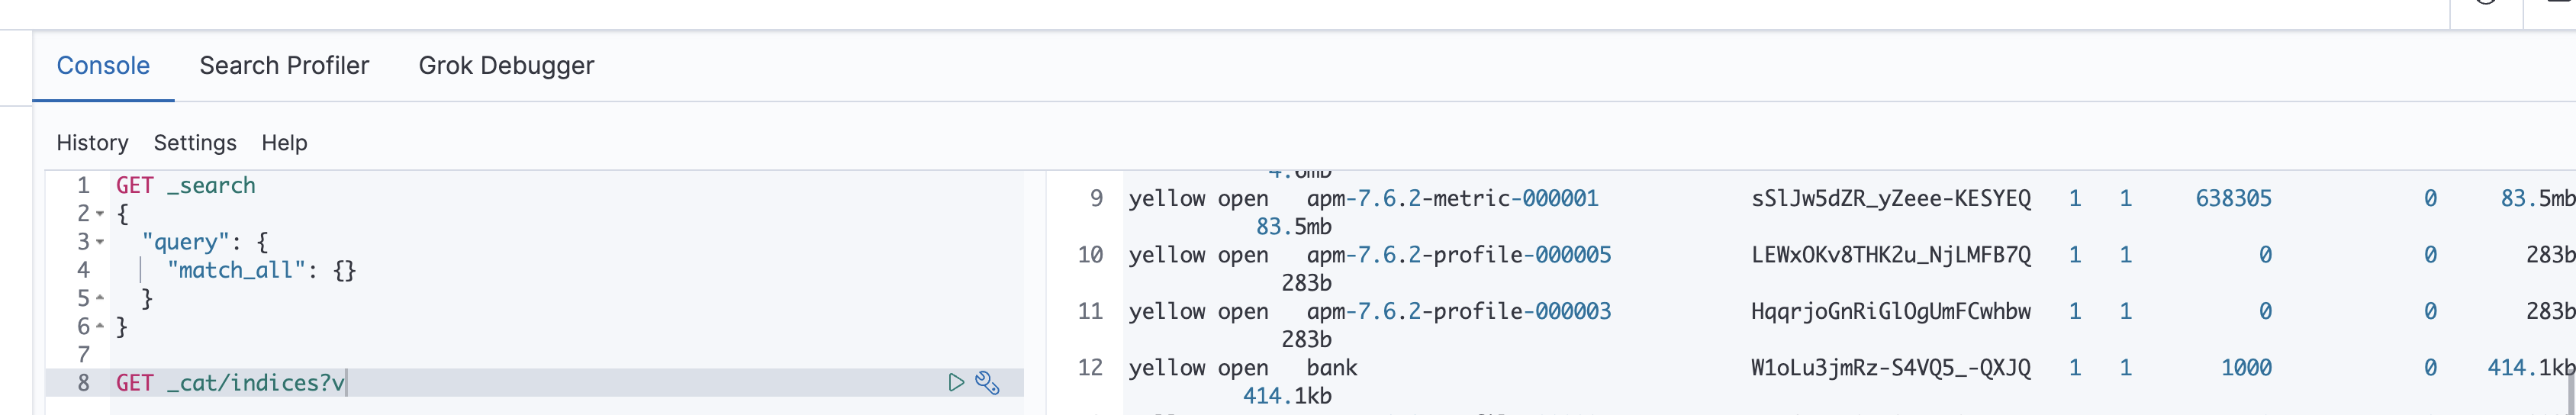 Console Search Profiler Grok Debugger
History Settings Help
1 GET _search
2 {
3 "query": {
4 "match_all": {}
5 }
6 }
7
8 GET _cat/indices?v
4.6mb
9 yellow open apm-7.6.2-metric-000001 sSlJw5dZR_yZeee-KESYEQ 1 1 638305 0 83.5mb
83.5mb
10 yellow open apm-7.6.2-profile-000005 LEWxOKv8THK2u_NjLMFB7Q 1 1 0 0 283b
283b
11 yellow open apm-7.6.2-profile-000003 HqqrjoGnRiGlOgUmFCwhbw 1 1 0 0 283b
283b
12 yellow open bank W1oLu3jmRz-S4VQ5_-QXJQ 1 1 1000 0 414.1kb
414.1kb